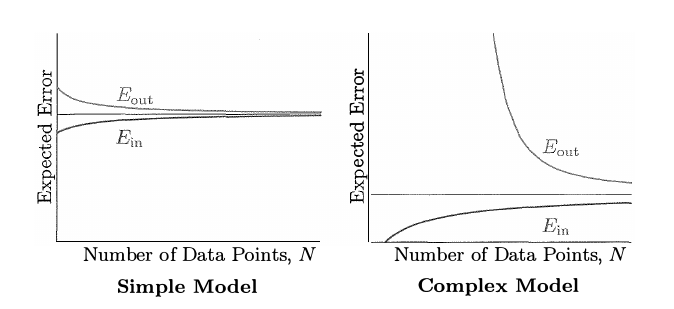 Expected Error
E_out
E_in
Number of Data Points, N
Simple Model
Expected Error
E_out
E_in
Number of Data Points, N
Complex Model